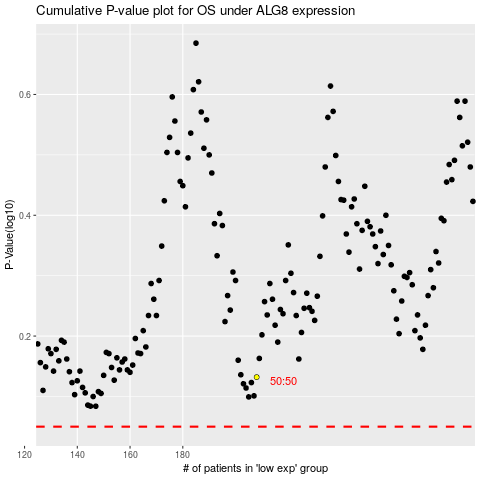 Cumulative P-value plot for OS under ALG8 expression
P-Value(log10)
0.6
0.4
0.2
50:50
120 140 160 180
# of patients in 'low exp' group